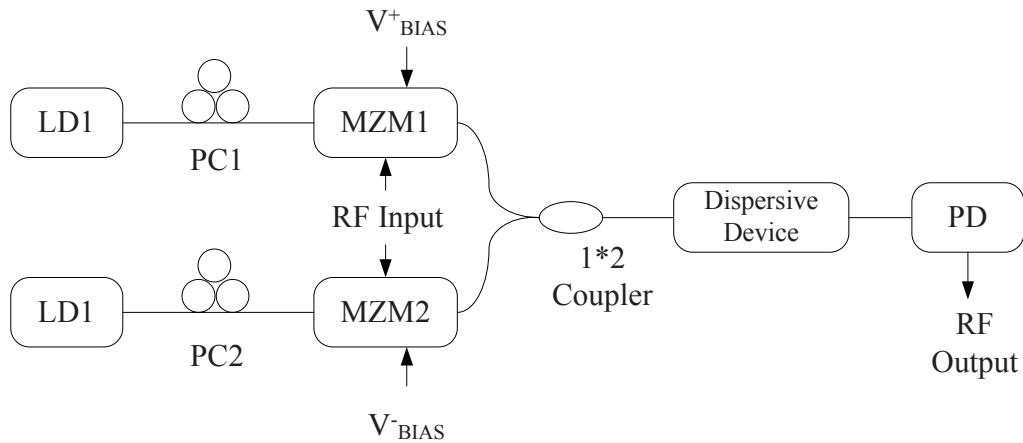 V⁺BIAS
LD1
PC1
MZM1
RF Input
Dispersive
Device
PD
1*2
Coupler
LD1
PC2
MZM2
RF
Output
V⁻BIAS